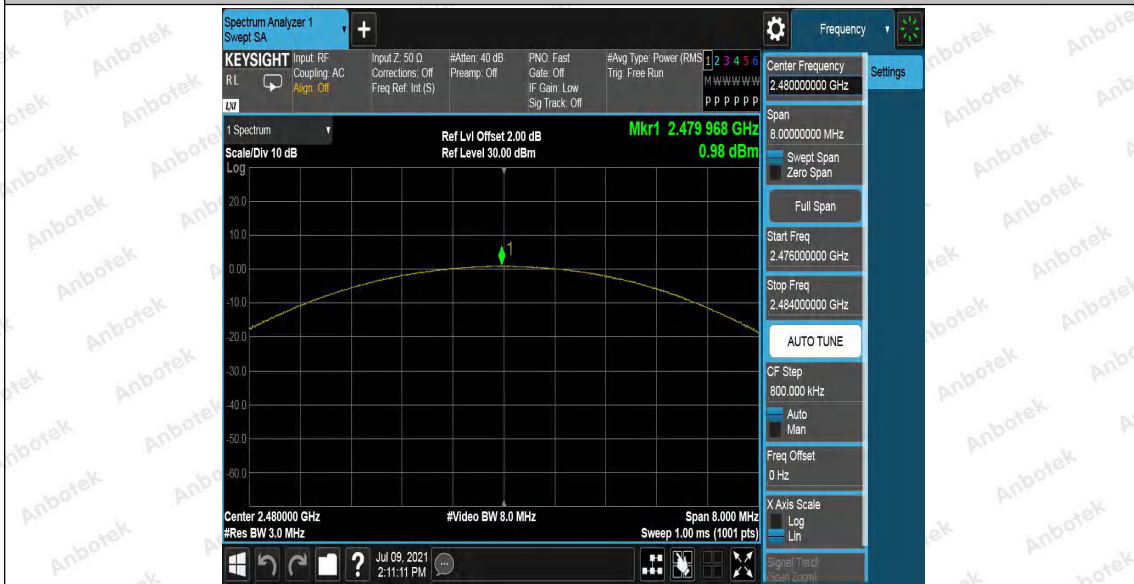 Spectrum Analyzer 1
Swept SA
+
Frequency
KEYSIGHT
RL
LXI
Input: RF
Coupling: AC
Align: Off
Input Z: 50 Ω
Corrections: Off
Freq Ref: Int (S)
#Atten: 40 dB
Preamp: Off
PNO: Fast
Gate: Off
IF Gain: Low
Sig Track: Off
#Avg Type: Power (RMS
Trig: Free Run
1 2 3 4 5 6
M W W W W W
P P P P P P
1 Spectrum
Scale/Div 10 dB
Log
Ref Lvl Offset 2.00 dB
Ref Level 30.00 dBm
Mkr1 2.479 968 GHz
0.98 dBm
20.0
10.0
0.00
-10.0
-20.0
-30.0
-40.0
-50.0
-60.0
1
Center 2.480000 GHz
#Res BW 3.0 MHz
#Video BW 8.0 MHz
Span 8.000 MHz
Sweep 1.00 ms (1001 pts)
Jul 09, 2021
2:11:11 PM
?
Center Frequency
2.480000000 GHz
Settings
Span
8.00000000 MHz
Swept Span
Zero Span
Full Span
Start Freq
2.476000000 GHz
Stop Freq
2.484000000 GHz
AUTO TUNE
CF Step
800.000 kHz
Auto
Man
Freq Offset
0 Hz
X Axis Scale
Log
Lin
Signal Track
(Span Zoom)
Anbotek